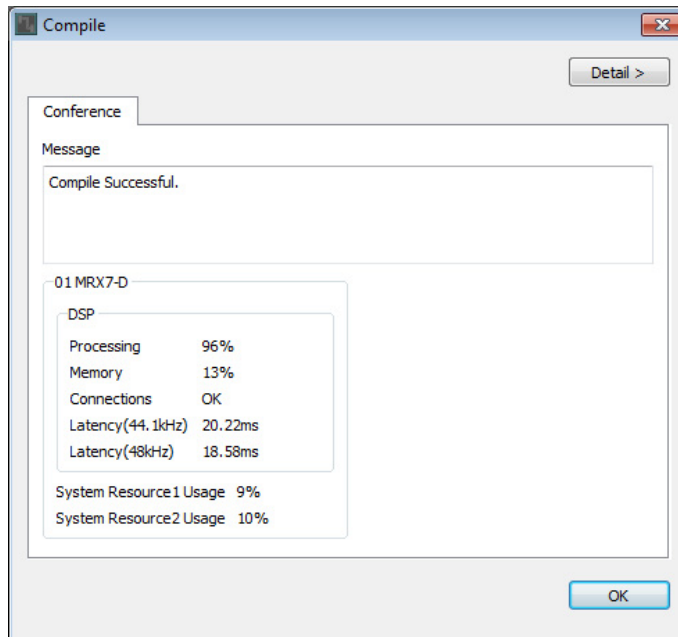 Compile
Detail >
Conference
Message
Compile Successful.
01 MRX7-D
DSP
Processing 96%
Memory 13%
Connections OK
Latency(44.1kHz) 20.22ms
Latency(48kHz) 18.58ms
System Resource1 Usage 9%
System Resource2 Usage 10%
OK